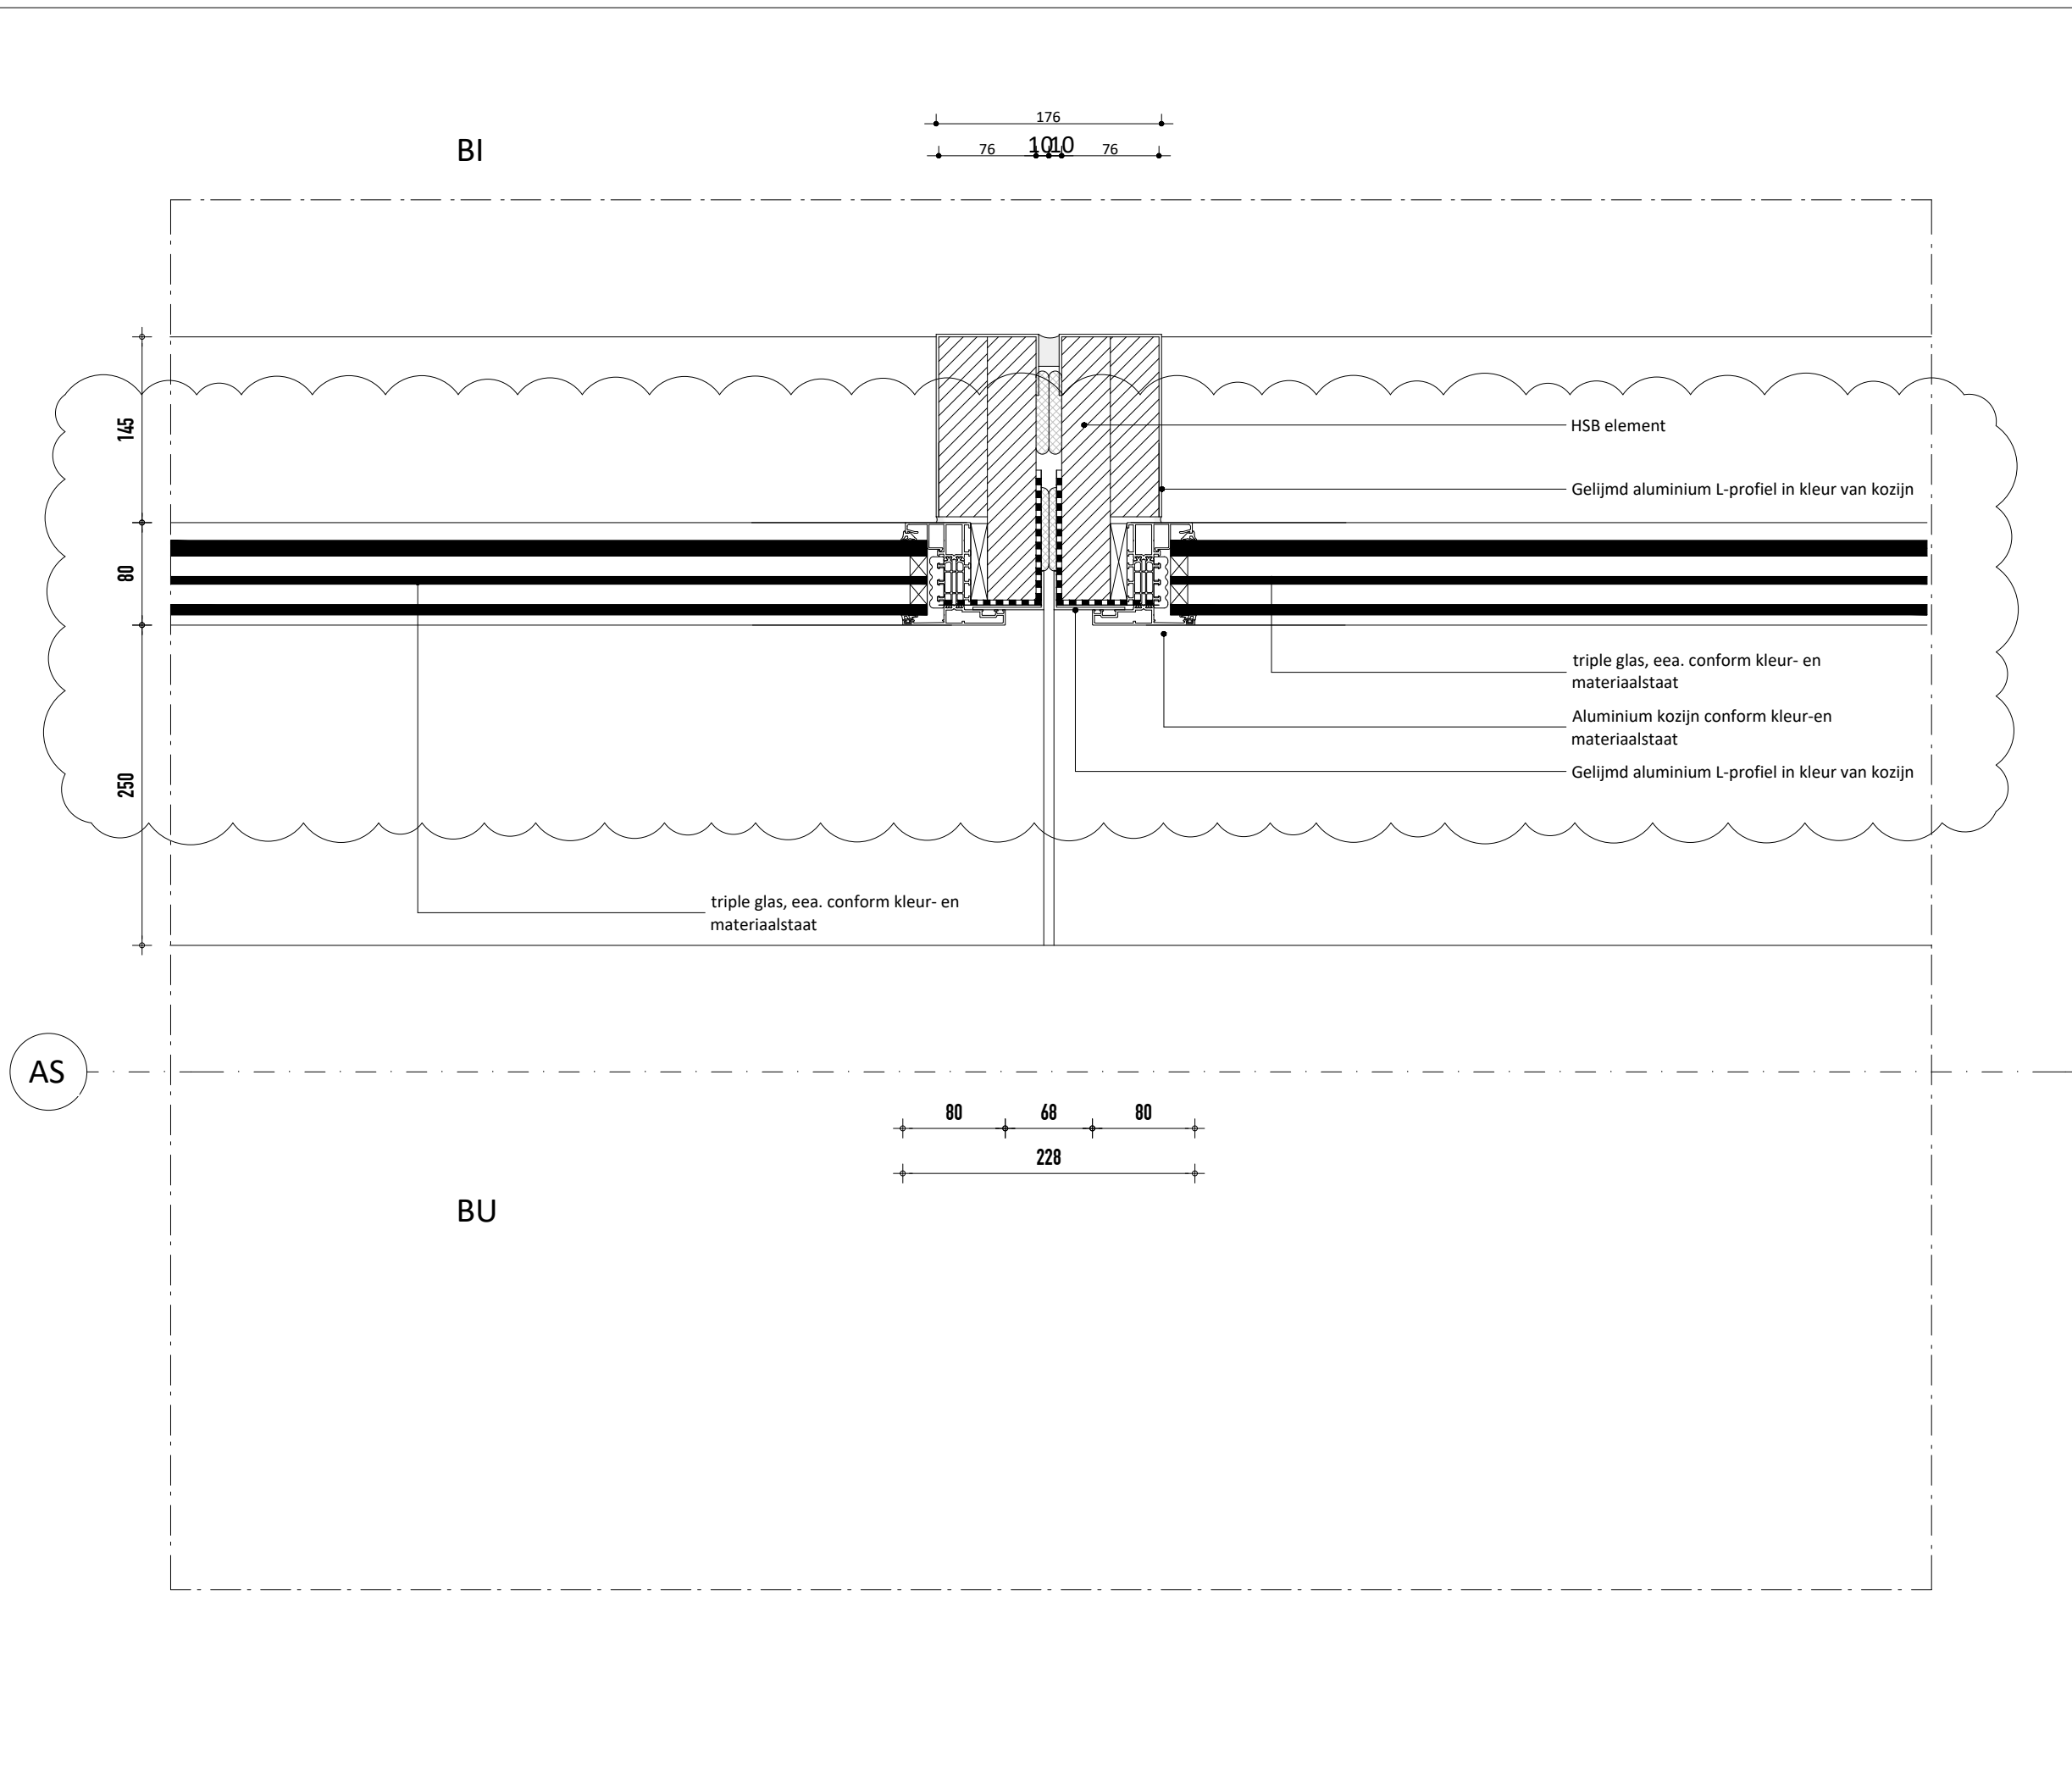 176
BI
76
10
10
76
145
HSB element
Gelijmd aluminium L-profiel in kleur van kozijn
80
triple glas, eea. conform kleur- en
materiaalstaat
Aluminium kozijn conform kleur-en
materiaalstaat
Gelijmd aluminium L-profiel in kleur van kozijn
250
triple glas, eea. conform kleur- en
materiaalstaat
AS
80
68
80
228
BU